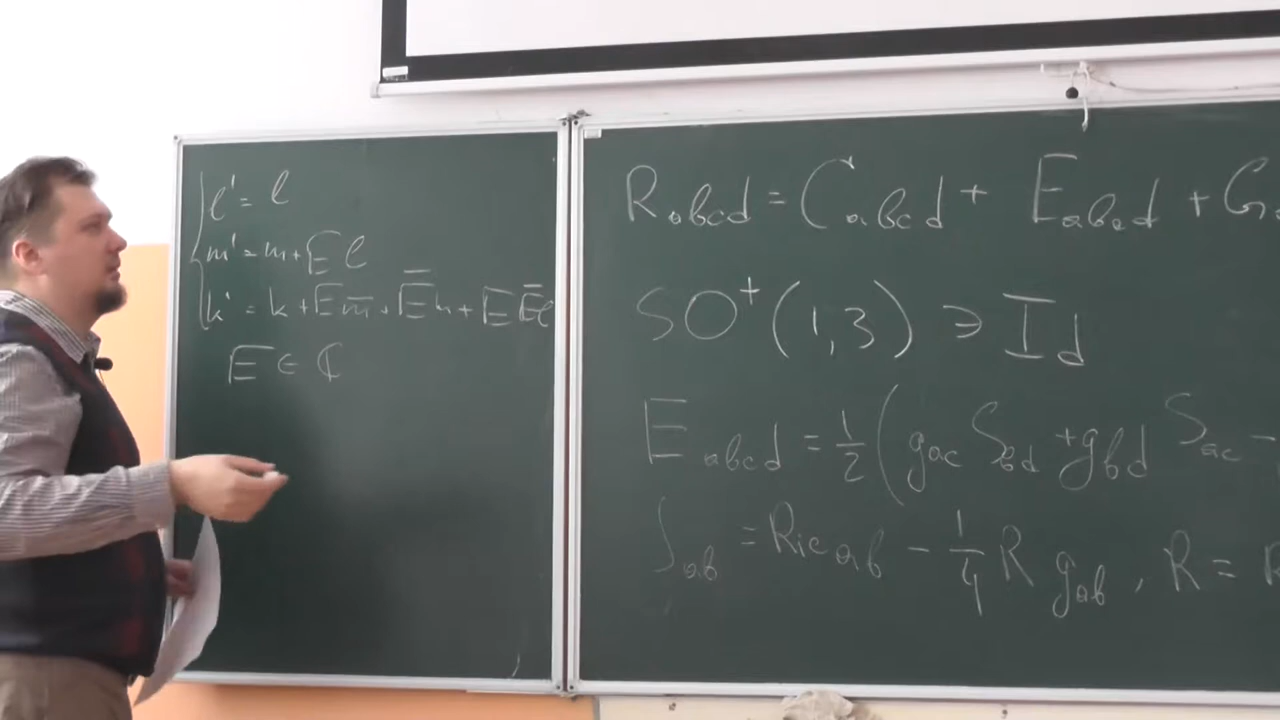 l' = l
m' = m + E l
k' = k + E m̅ + E̅ m + E E̅ l
E ∈ ℂ
R_abcd = C_abcd + E_abcd + G
SO⁺(1,3) ∋ Id
E_abcd = 1/2 (g_ac S_bd + g_bd S_ac −
S_ab = Ric_ab − 1/4 R g_ab, R =